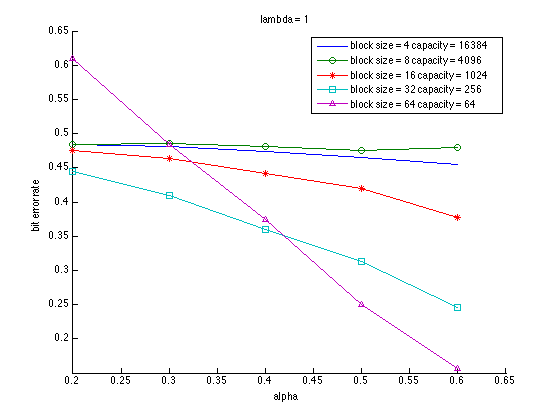 lambda = 1
0.65
0.6
0.55
0.5
0.45
0.4
0.35
0.3
0.25
0.2
bit error rate
block size = 4 capacity = 16384
block size = 8 capacity = 4096
block size = 16 capacity = 1024
block size = 32 capacity = 256
block size = 64 capacity = 64
0.2 0.25 0.3 0.35 0.4 0.45 0.5 0.55 0.6 0.65
alpha